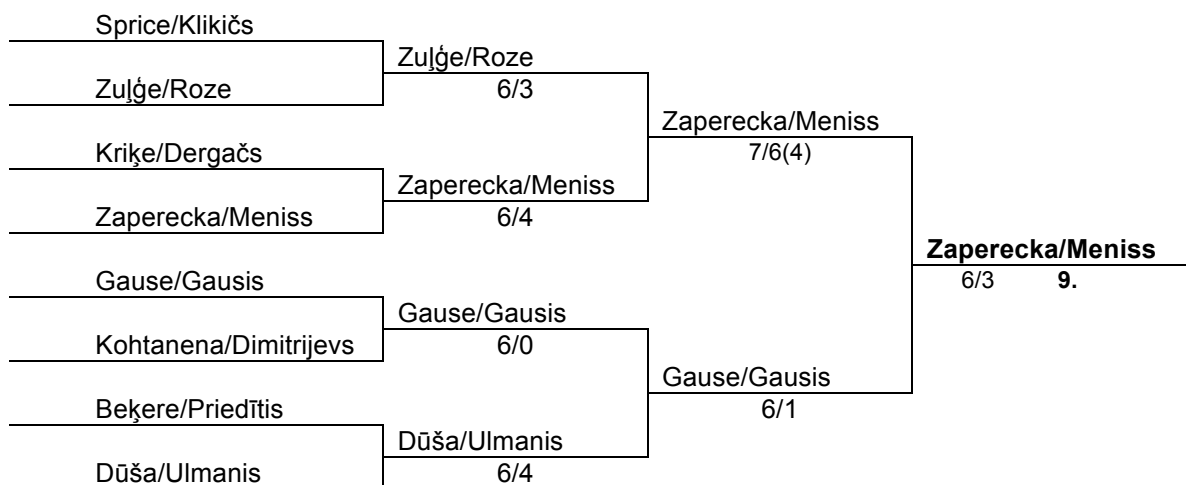 Sprice/Klikičs
Zuļģe/Roze
Zuļģe/Roze
6/3
Zaperecka/Meniss
Kriķe/Dergačs
7/6(4)
Zaperecka/Meniss
Zaperecka/Meniss
6/4
Zaperecka/Meniss
Gause/Gausis
6/3 9.
Gause/Gausis
Kohtanena/Dimitrijevs
6/0
Gause/Gausis
Beķere/Priedītis
6/1
Dūša/Ulmanis
Dūša/Ulmanis
6/4